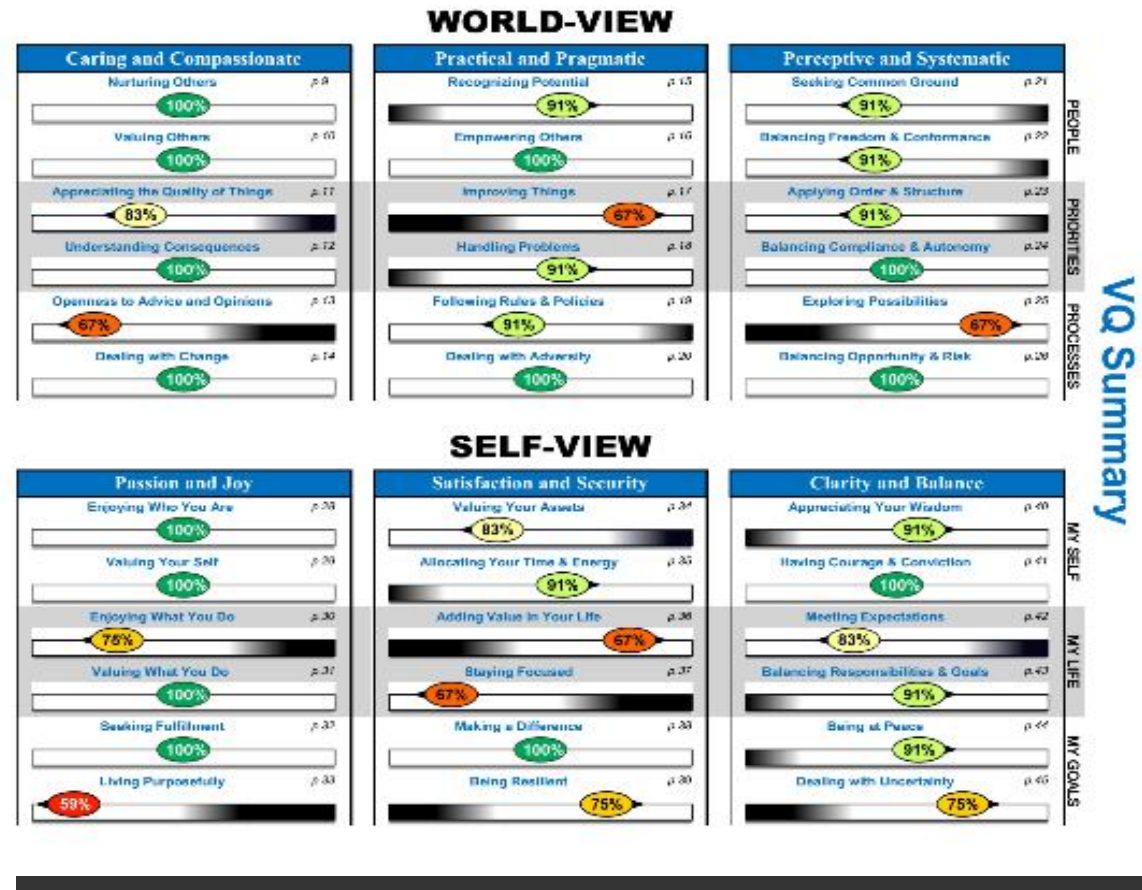 WORLD-VIEW
Caring and Compassionate Practical and Pragmatic Perceptive and Systematic
Nurturing Others p.9 Recognizing Potential p.15 Seeking Common Ground p.21
100% 91% 91%
Valuing Others p.10 Empowering Others p.16 Balancing Freedom & Conformance p.22
100% 100% 91%
PEOPLE
Appreciating the Quality of Things p.11 Improving Things p.17 Applying Order & Structure p.23
83% 67% 91%
Understanding Consequences p.12 Handling Problems p.18 Balancing Compliance & Autonomy p.24
100% 91% 100%
PRIORITIES
Openness to Advice and Opinions p.13 Following Rules & Policies p.19 Exploring Possibilities p.25
67% 91% 67%
Dealing with Change p.14 Dealing with Adversity p.20 Balancing Opportunity & Risk p.26
100% 100% 100%
PROCESSES
VQ Summary
SELF-VIEW
Passion and Joy Satisfaction and Security Clarity and Balance
Enjoying Who You Are p.28 Valuing Your Assets p.34 Appreciating Your Wisdom p.40
100% 83% 91%
Valuing Your Self p.29 Allocating Your Time & Energy p.35 Having Courage & Conviction p.41
100% 91% 100%
MY SELF
Enjoying What You Do p.30 Adding Value in Your Life p.36 Meeting Expectations p.42
75% 67% 83%
Valuing What You Do p.31 Staying Focused p.37 Balancing Responsibilities & Goals p.43
100% 67% 91%
MY LIFE
Seeking Fulfillment p.32 Making a Difference p.38 Being at Peace p.44
100% 100% 91%
Living Purposefully p.33 Being Resilient p.39 Dealing with Uncertainty p.45
59% 75% 75%
MY GOALS